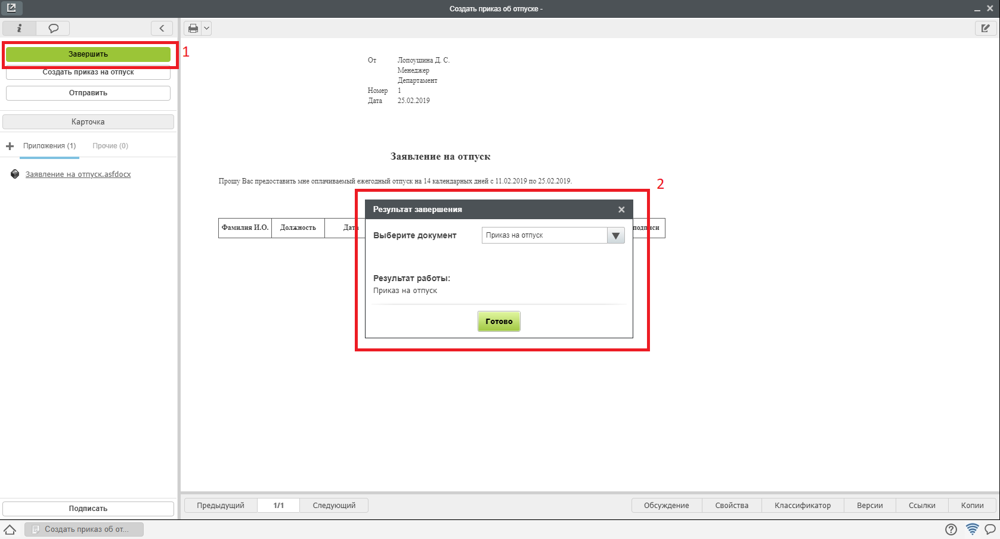 Создать приказ об отпуске -
Завершить
1
Создать приказ на отпуск
Отправить
Карточка
Приложения (1) Прочие (0)
Заявление на отпуск.asfdocx
От Лопоушина Д. С.
Менеджер
Департамент
Номер 1
Дата 25.02.2019
Заявление на отпуск
Прошу Вас предоставить мне оплачиваемый ежегодный отпуск на 14 календарных дней с 11.02.2019 по 25.02.2019.
2
Фамилия И.О. Должность Дата подписи
Результат завершения
Выберите документ Приказ на отпуск
Результат работы:
Приказ на отпуск
Готово
Подписать
Предыдущий 1/1 Следующий Обсуждение Свойства Классификатор Версии Ссылки Копии
Создать приказ об от...